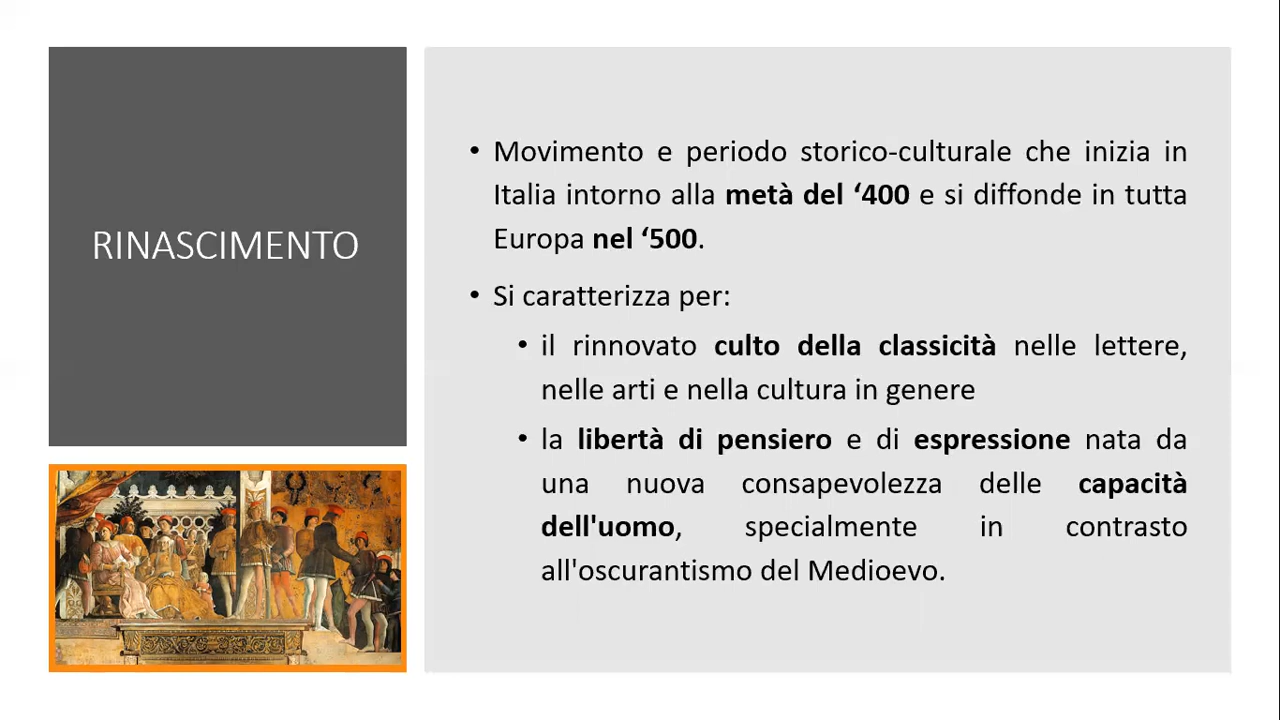 RINASCIMENTO
• Movimento e periodo storico-culturale che inizia in
Italia intorno alla metà del ‘400 e si diffonde in tutta
Europa nel ‘500.
• Si caratterizza per:
• il rinnovato culto della classicità nelle lettere,
nelle arti e nella cultura in genere
• la libertà di pensiero e di espressione nata da
una nuova consapevolezza delle capacità
dell'uomo, specialmente in contrasto
all'oscurantismo del Medioevo.